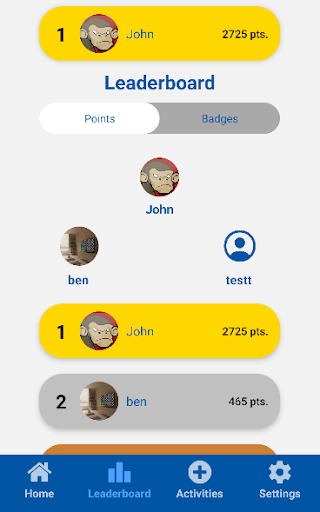 1 John 2725 pts.
Leaderboard
Points Badges
John
ben testt
1 John 2725 pts.
2 ben 465 pts.
Home Leaderboard Activities Settings